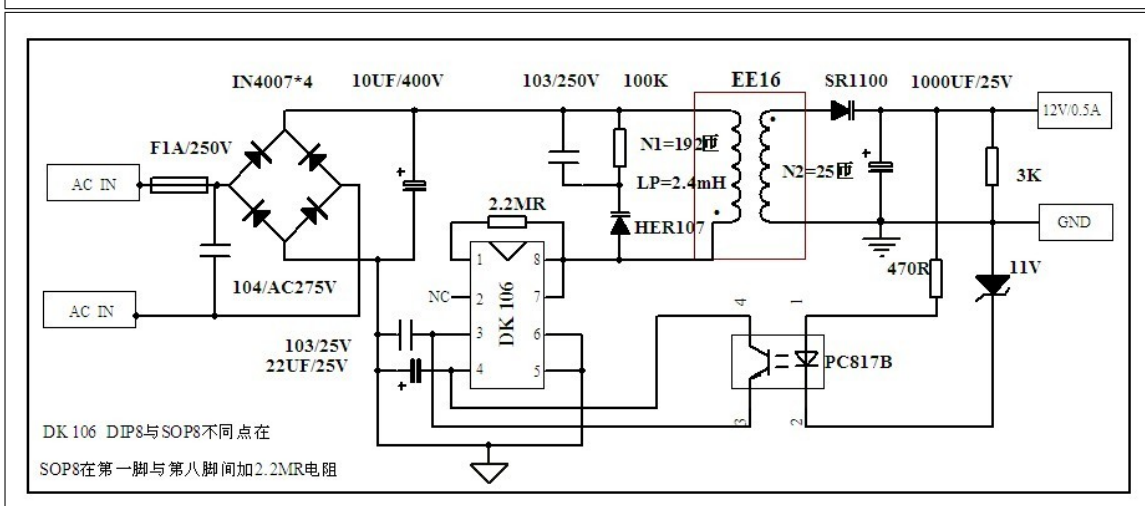 IN4007*4
10UF/400V
103/250V
100K
EE16
SR1100
1000UF/25V
12V/0.5A
F1A/250V
N1=192匝
AC IN
LP=2.4mH
N2=25匝
3K
2.2MR
HER107
GND
1
8
470R
11V
104/AC275V
NC
2
7
DK 106
4
1
AC IN
103/25V
3
6
22UF/25V
4
5
PC817B
3
2
DK 106 DIP8与SOP8不同点在
SOP8在第一脚与第八脚间加2.2MR电阻